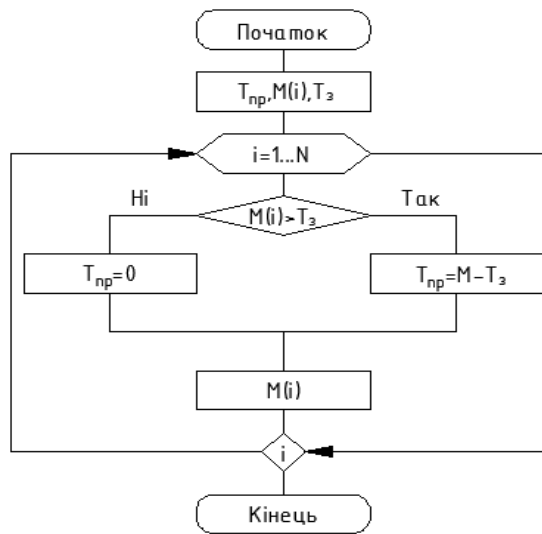 Початок
Tпр,M(i),Tз
i=1...N
Ні
M(i)>Tз
Так
Tпр=0
Tпр=M–Tз
M(i)
i
Кінець